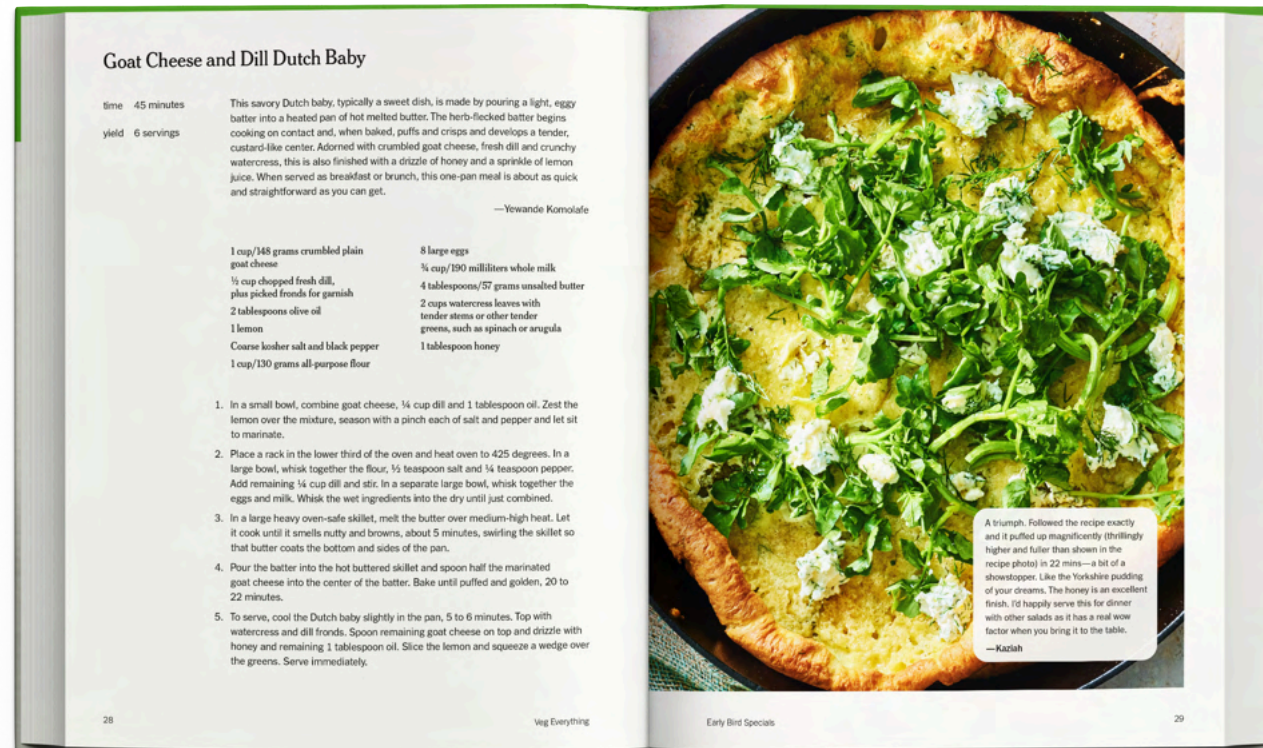 Goat Cheese and Dill Dutch Baby
time 45 minutes
yield 6 servings
This savory Dutch baby, typically a sweet dish, is made by pouring a light, eggy
batter into a heated pan of hot melted butter. The herb-flecked batter begins
cooking on contact and, when baked, puffs and crisps and develops a tender,
custard-like center. Adorned with crumbled goat cheese, fresh dill and crunchy
watercress, this is also finished with a drizzle of honey and a sprinkle of lemon
juice. When served as breakfast or brunch, this one-pan meal is about as quick
and straightforward as you can get.
—Yewande Komolafe
1 cup/148 grams crumbled plain
goat cheese
½ cup chopped fresh dill,
plus picked fronds for garnish
2 tablespoons olive oil
1 lemon
Coarse kosher salt and black pepper
1 cup/130 grams all-purpose flour
8 large eggs
¾ cup/190 milliliters whole milk
4 tablespoons/57 grams unsalted butter
2 cups watercress leaves with
tender stems or other tender
greens, such as spinach or arugula
1 tablespoon honey
1. In a small bowl, combine goat cheese, ¼ cup dill and 1 tablespoon oil. Zest the
lemon over the mixture, season with a pinch each of salt and pepper and let sit
to marinate.
2. Place a rack in the lower third of the oven and heat oven to 425 degrees. In a
large bowl, whisk together the flour, ½ teaspoon salt and ¼ teaspoon pepper.
Add remaining ¼ cup dill and stir. In a separate large bowl, whisk together the
eggs and milk. Whisk the wet ingredients into the dry until just combined.
3. In a large heavy oven-safe skillet, melt the butter over medium-high heat. Let
it cook until it smells nutty and browns, about 5 minutes, swirling the skillet so
that butter coats the bottom and sides of the pan.
4. Pour the batter into the hot buttered skillet and spoon half the marinated
goat cheese into the center of the batter. Bake until puffed and golden, 20 to
22 minutes.
5. To serve, cool the Dutch baby slightly in the pan, 5 to 6 minutes. Top with
watercress and dill fronds. Spoon remaining goat cheese on top and drizzle with
honey and remaining 1 tablespoon oil. Slice the lemon and squeeze a wedge over
the greens. Serve immediately.
28
Veg Everything
A triumph. Followed the recipe exactly
and it puffed up magnificently (thrillingly
higher and fuller than shown in the
recipe photo) in 22 mins—a bit of a
showstopper. Like the Yorkshire pudding
of your dreams. The honey is an excellent
finish. I'd happily serve this for dinner
with other salads as it has a real wow
factor when you bring it to the table.
—Kaziah
Early Bird Specials
29